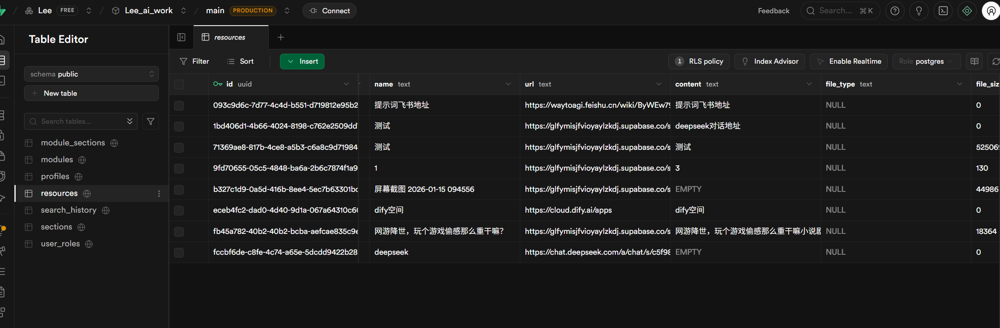 Lee FREE Lee_ai_work main PRODUCTION Connect Feedback Search... ⌘K
Table Editor
resources
Filter Sort Insert 1 RLS policy Index Advisor Enable Realtime Role postgres
schema public
New table
Search tables...
module_sections
modules
profiles
resources
search_history
sections
user_roles
id uuid name text url text content text file_type text file_siz
093c9d6c-7d77-4c4d-b551-d719812e95b2 提示词飞书地址 https://waytoagi.feishu.cn/wiki/ByWEw79 提示词飞书地址 NULL 0
1bd406d1-4b66-4024-8198-c762e2509dd 测试 https://glfymisjfvioyaylzkdj.supabase.co/s deepseek对话地址 NULL 0
71369ae8-817b-4ce8-a5b3-c6a8c9d71984 测试 https://glfymisjfvioyaylzkdj.supabase.co/s 测试 NULL 52506
9fd70655-05c5-4848-ba6a-2b6c7874f1a9 1 https://glfymisjfvioyaylzkdj.supabase.co/s 3 NULL 130
b327c1d9-0a5d-416b-8ee4-5ec7b63301bc 屏幕截图 2026-01-15 094556 https://glfymisjfvioyaylzkdj.supabase.co/s EMPTY NULL 44986
eceb4fc2-dad0-4d40-9d1a-067a64310c60 dify空间 https://cloud.dify.ai/apps dify空间 NULL 0
fb45a782-40b2-40b2-bcba-aefcae835c9e 网游降世，玩个游戏偷感那么重干嘛？ https://glfymisjfvioyaylzkdj.supabase.co/s 网游降世，玩个游戏偷感那么重干嘛小说剧 NULL 18364
fccbf6de-c8fe-4c74-a65e-5dcdd9422b28 deepseek https://chat.deepseek.com/a/chat/s/c5f98 EMPTY NULL 0